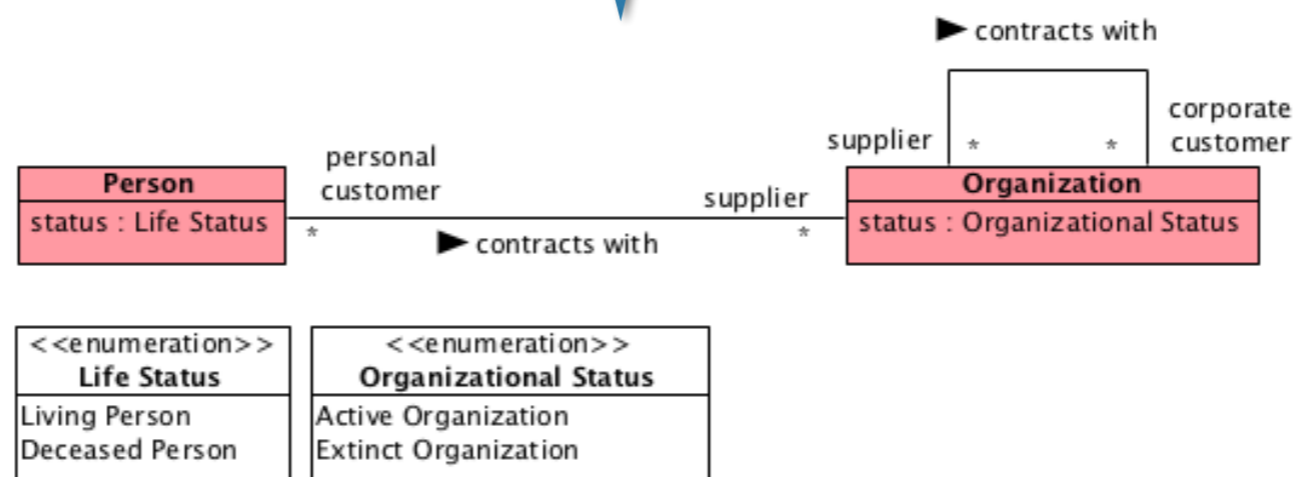 ► contracts with
corporate
customer
supplier
*
*
personal
customer
supplier
Person
status : Life Status
*
► contracts with
*
Organization
status : Organizational Status
<<enumeration>>
Life Status
Living Person
Deceased Person
<<enumeration>>
Organizational Status
Active Organization
Extinct Organization